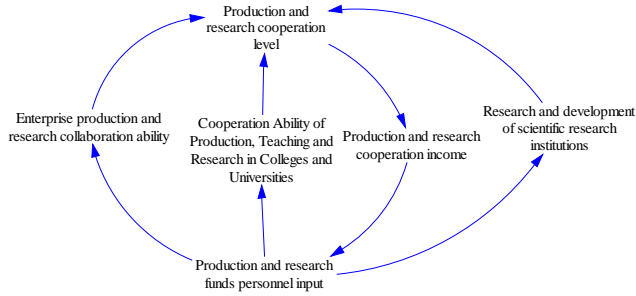 Production and
research cooperation
level
Enterprise production and
research collaboration ability
Cooperation Ability of
Production, Teaching and
Research in Colleges and
Universities
Production and research
cooperation income
Research and development
of scientific research
institutions
Production and research
funds personnel input